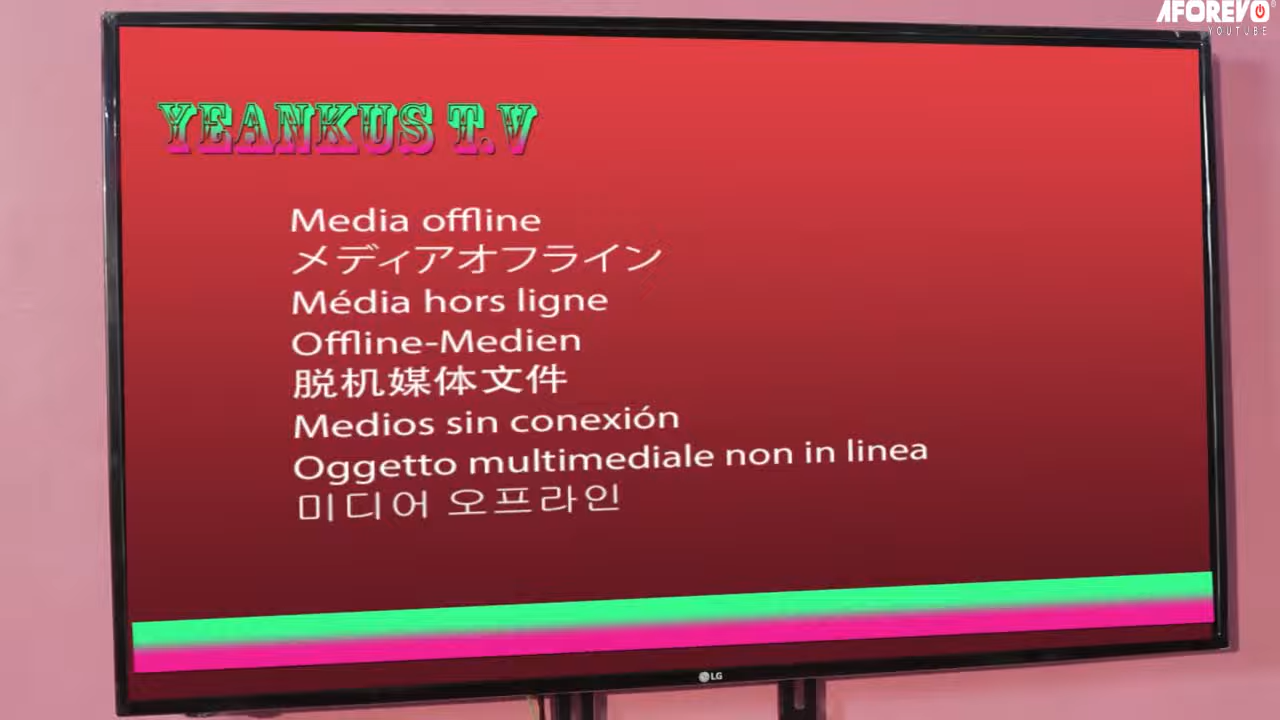 AFOREVO
YOUTUBE
YEANKUS T.V
Media offline
メディアオフライン
Média hors ligne
Offline-Medien
脱机媒体文件
Medios sin conexión
Oggetto multimediale non in linea
미디어 오프라인
LG